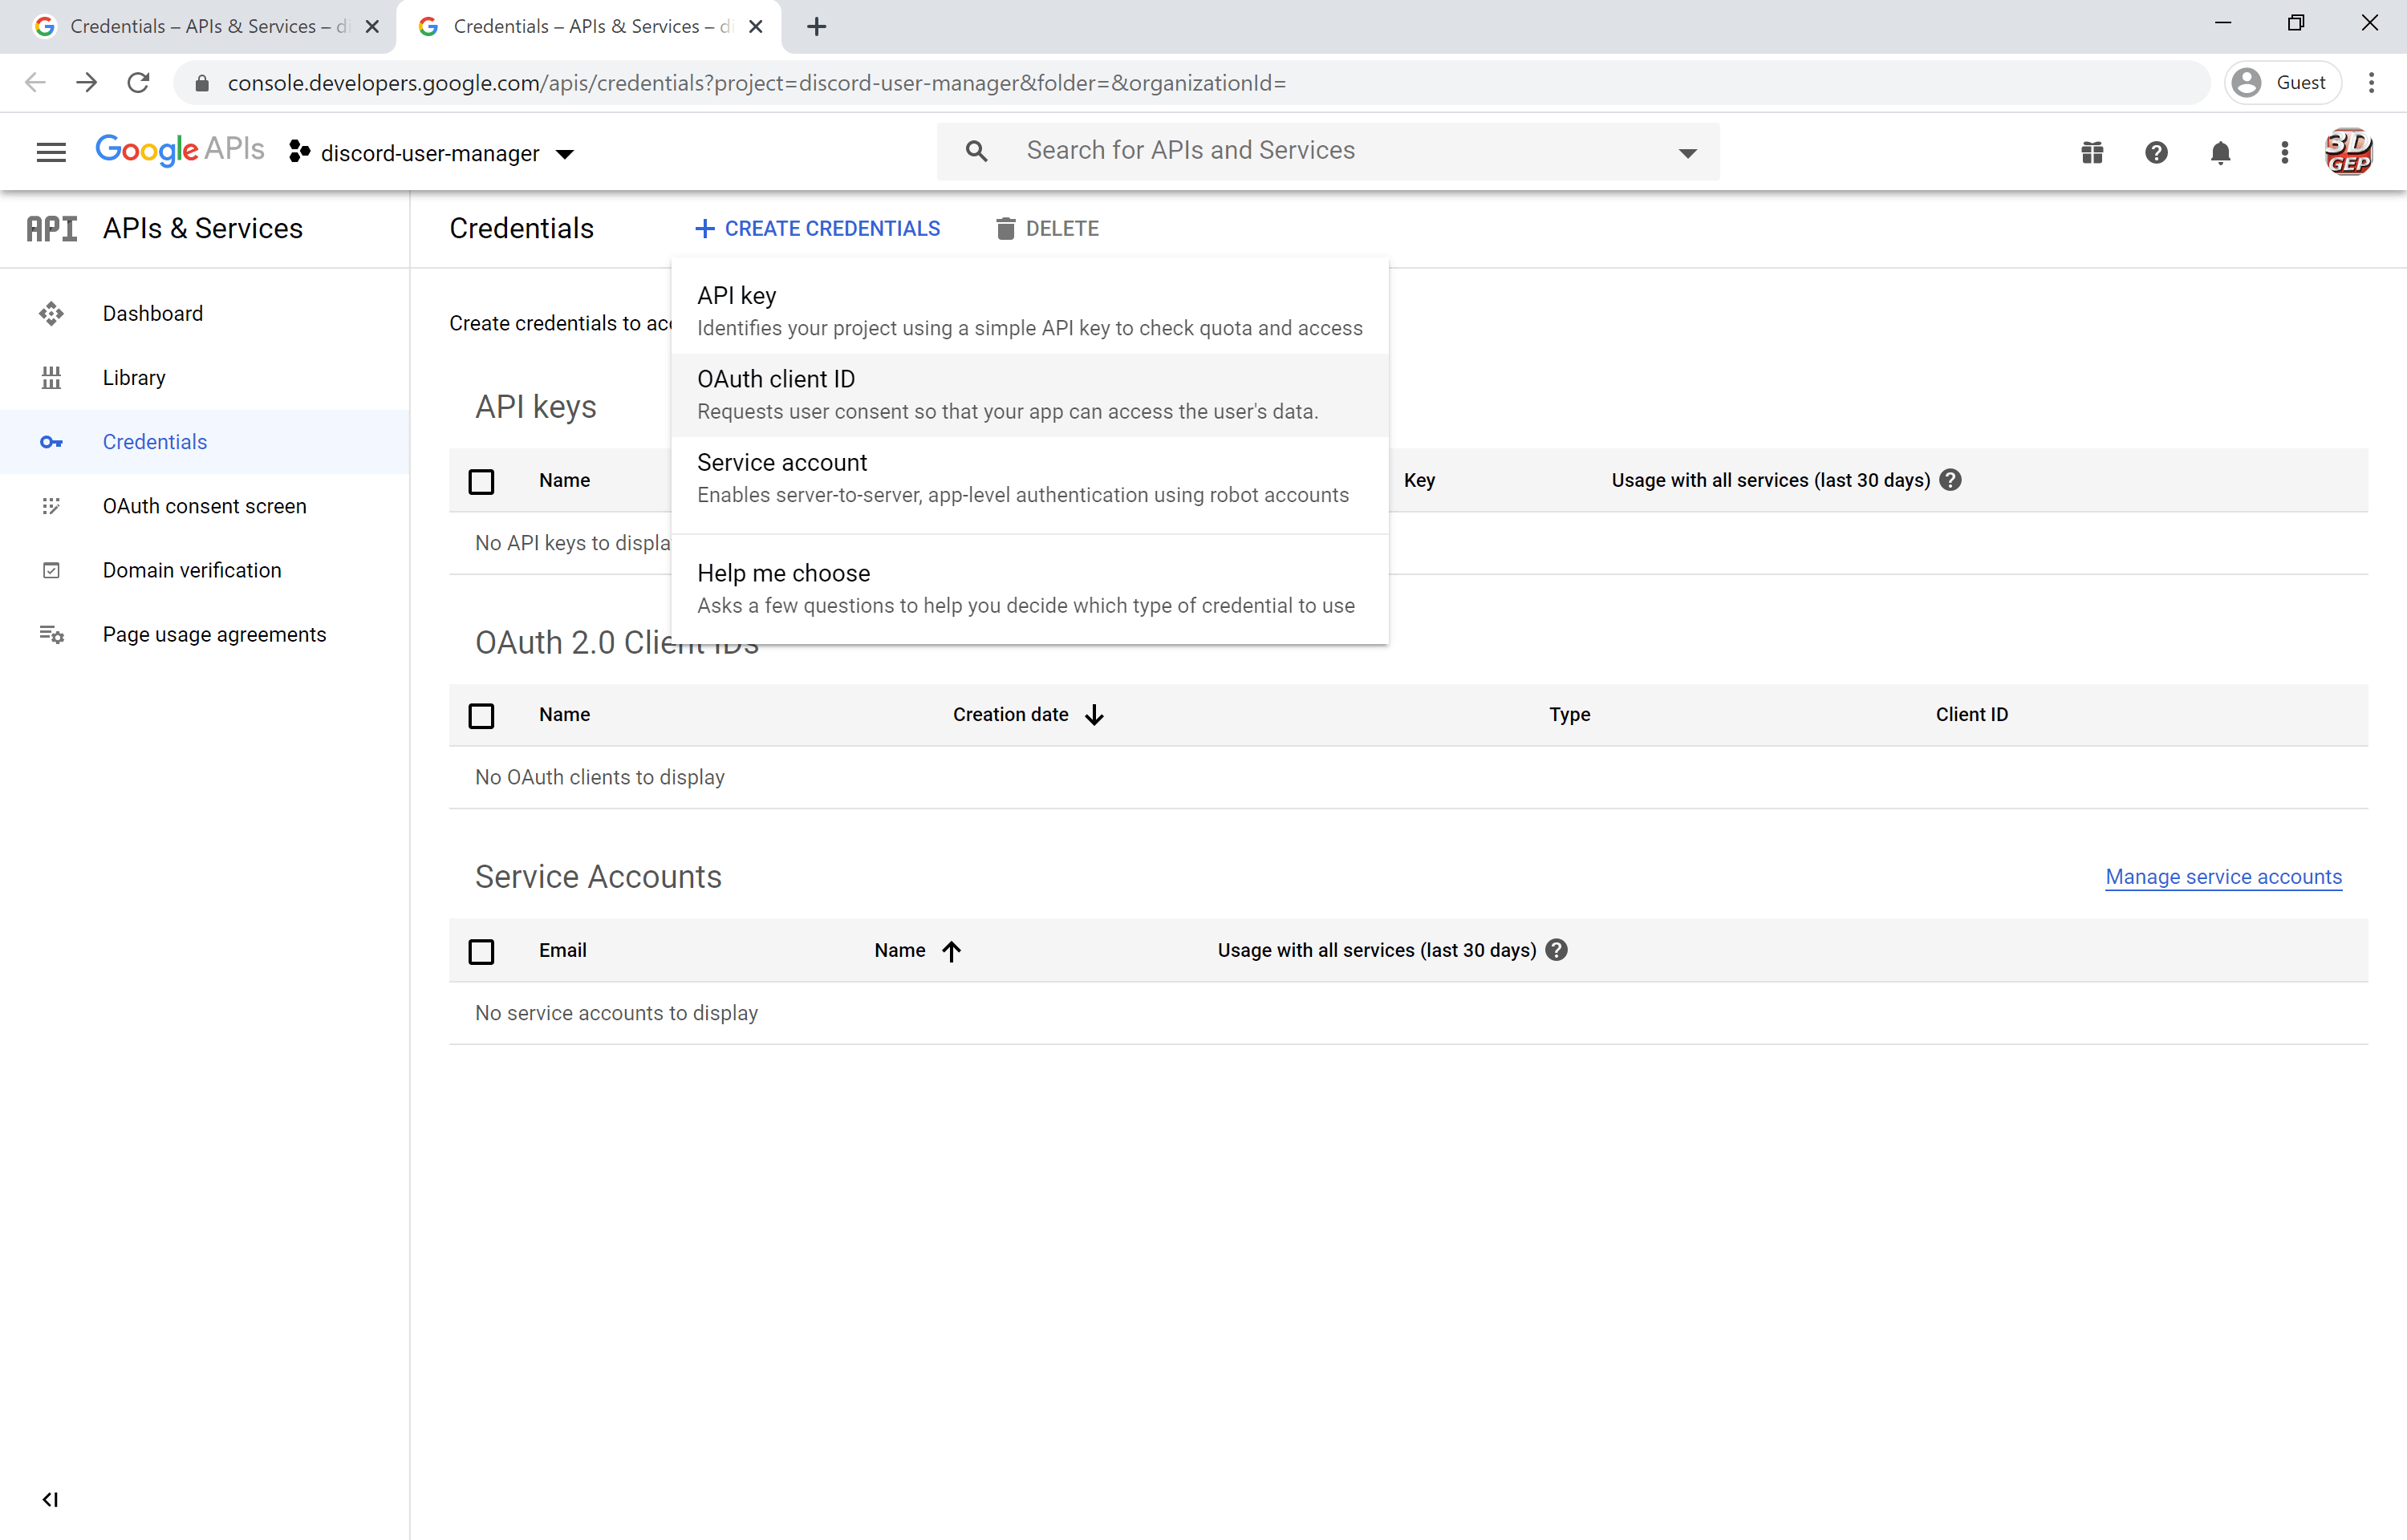 Credentials – APIs & Services – di
Credentials – APIs & Services – di
console.developers.google.com/apis/credentials?project=discord-user-manager&folder=&organizationId=
Guest
Google APIs
discord-user-manager
Search for APIs and Services
3D
GEP
API
APIs & Services
Credentials
CREATE CREDENTIALS
DELETE
Dashboard
Library
Credentials
OAuth consent screen
Domain verification
Page usage agreements
Create credentials to acc
API key
Identifies your project using a simple API key to check quota and access
OAuth client ID
Requests user consent so that your app can access the user's data.
Service account
Enables server-to-server, app-level authentication using robot accounts
Help me choose
Asks a few questions to help you decide which type of credential to use
API keys
Name
Key
Usage with all services (last 30 days)
No API keys to displa
OAuth 2.0 Client IDs
Name
Creation date
Type
Client ID
No OAuth clients to display
Service Accounts
Manage service accounts
Email
Name
Usage with all services (last 30 days)
No service accounts to display